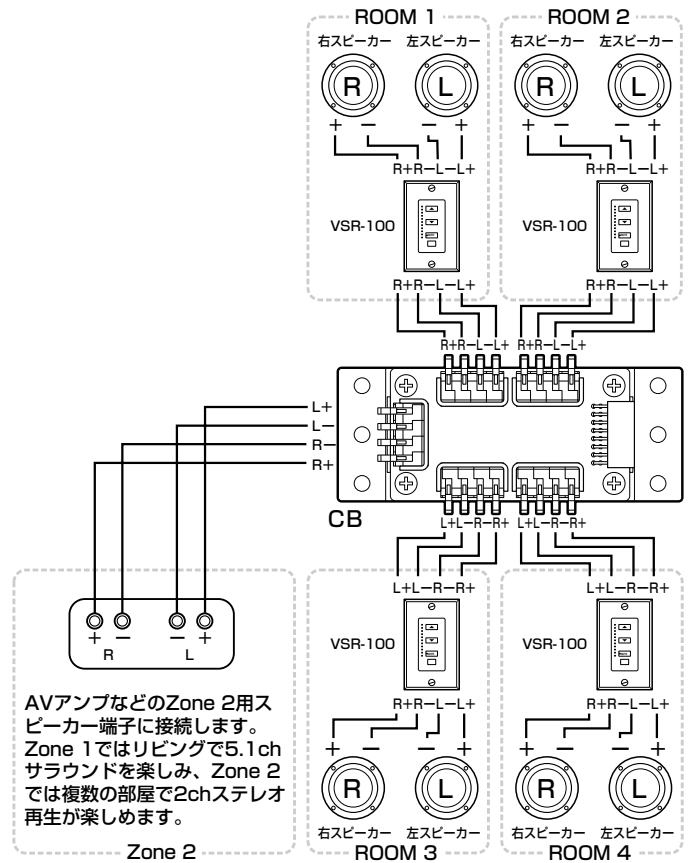 ROOM 1
ROOM 2
右スピーカー 左スピーカー
右スピーカー 左スピーカー
R L
R L
+ − − +
+ − − +
R+R−L−L+
R+R−L−L+
VSR-100
VSR-100
R+R−L−L+
R+R−L−L+
R+R−L−L+
R+R−L−L+
L+
L−
R−
R+
CB
L+L−R−R+
L+L−R−R+
L+L−R−R+
L+L−R−R+
VSR-100
VSR-100
R+R−L−L+
R+R−L−L+
+ − − +
+ − − +
R L
R L
右スピーカー 左スピーカー
右スピーカー 左スピーカー
ROOM 3
ROOM 4
+ − − +
R L
AVアンプなどのZone 2用ス
ピーカー端子に接続します。
Zone 1ではリビングで5.1ch
サラウンドを楽しみ、Zone 2
では複数の部屋で2chステレオ
再生が楽しめます。
Zone 2